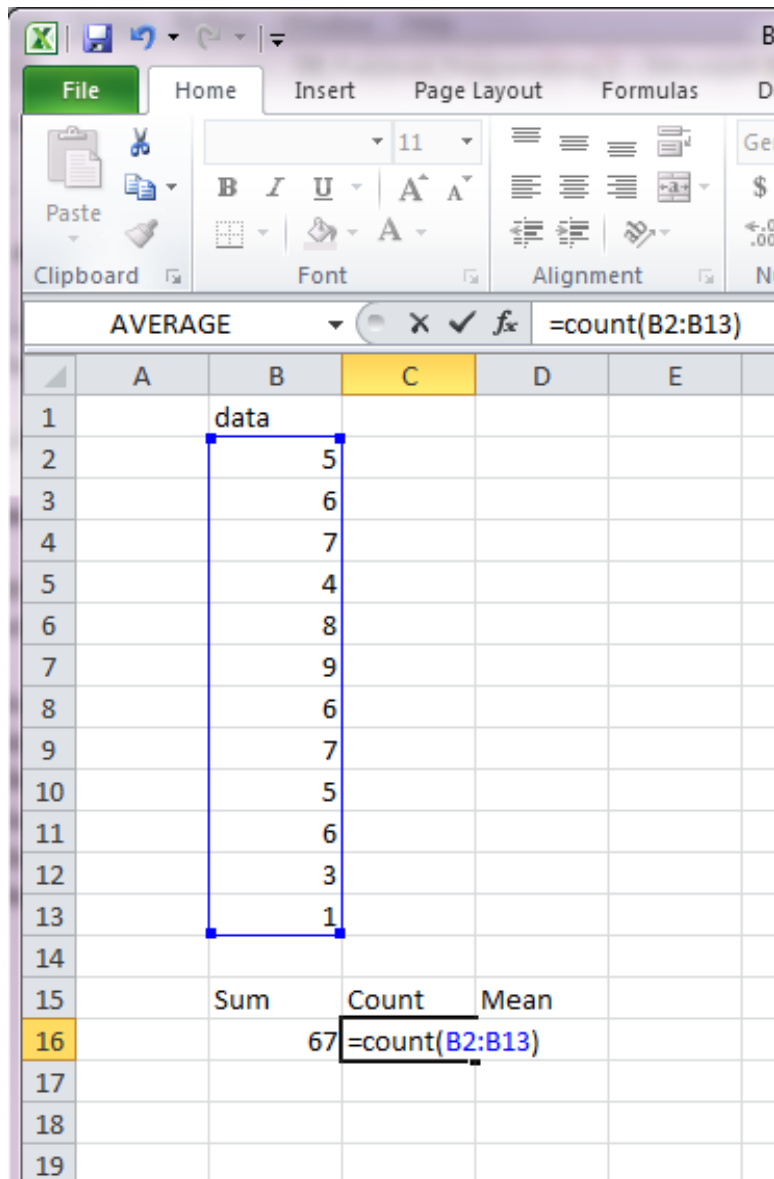 B
File Home Insert Page Layout Formulas D
11 Ge
Paste B I U A A $
A .00
Clipboard Font Alignment N
AVERAGE fx =count(B2:B13)
A B C D E
1 data
2 5
3 6
4 7
5 4
6 8
7 9
8 6
9 7
10 5
11 6
12 3
13 1
14
15 Sum Count Mean
16 67 =count(B2:B13)
17
18
19